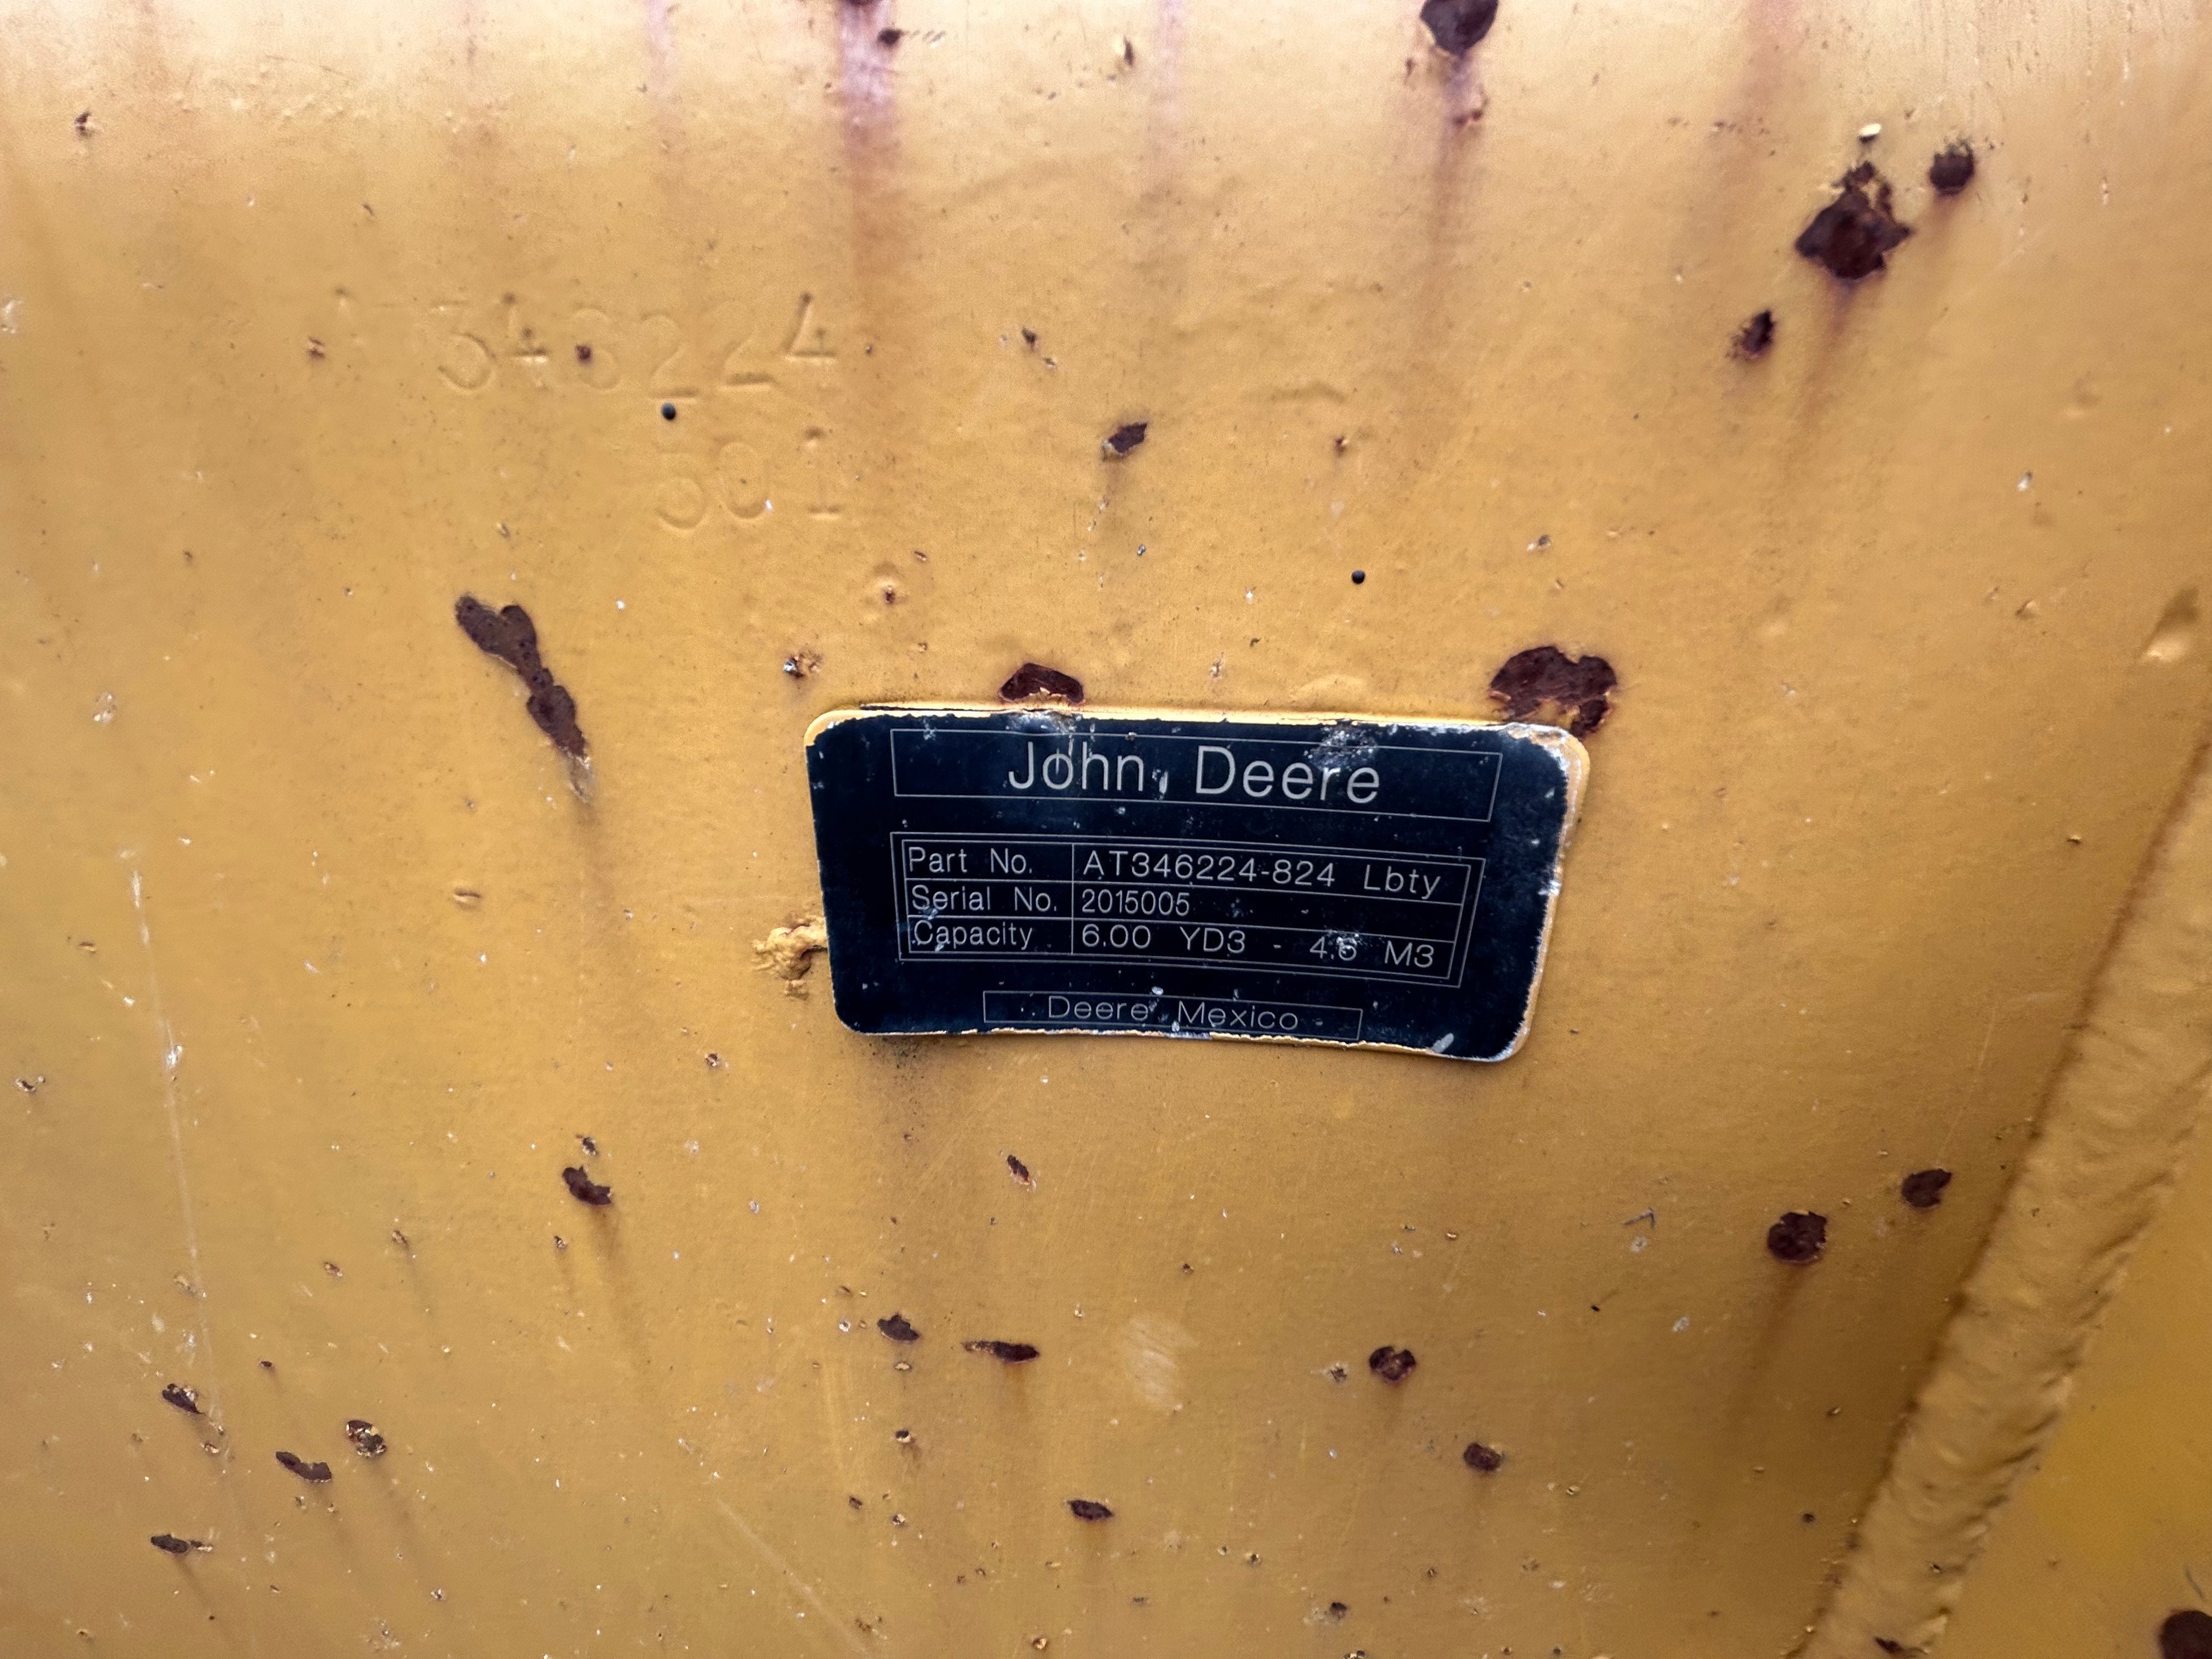 346224
501
John Deere
Part No. AT346224-824 Lbty
Serial No. 2015005
Capacity 6.00 YD3 - 4.6 M3
Deere Mexico